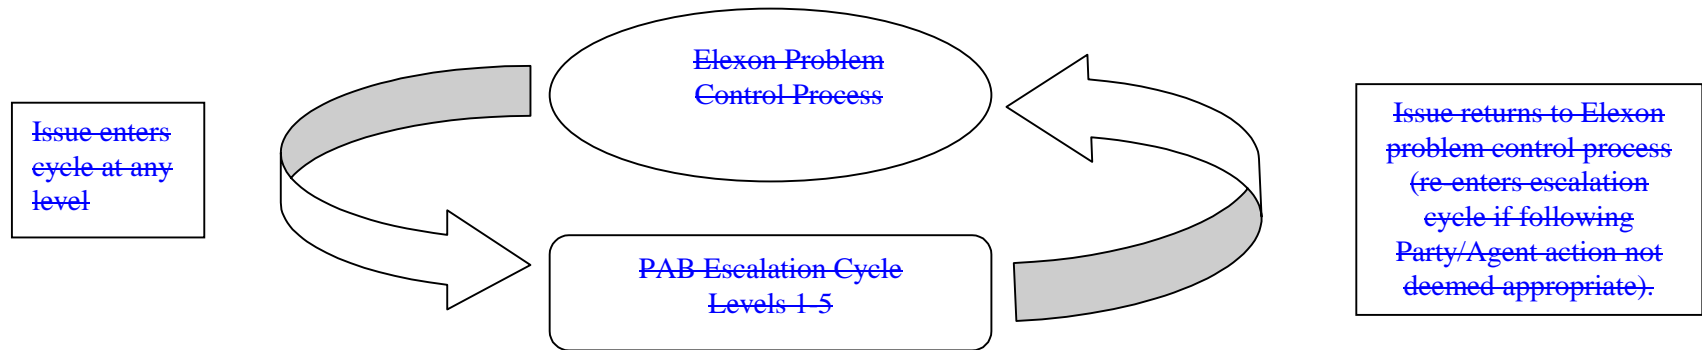 Issue enters
cycle at any
level
Elexon Problem
Control Process
PAB Escalation Cycle
Levels 1-5
Issue returns to Elexon
problem control process
(re-enters escalation
cycle if following
Party/Agent action not
deemed appropriate).